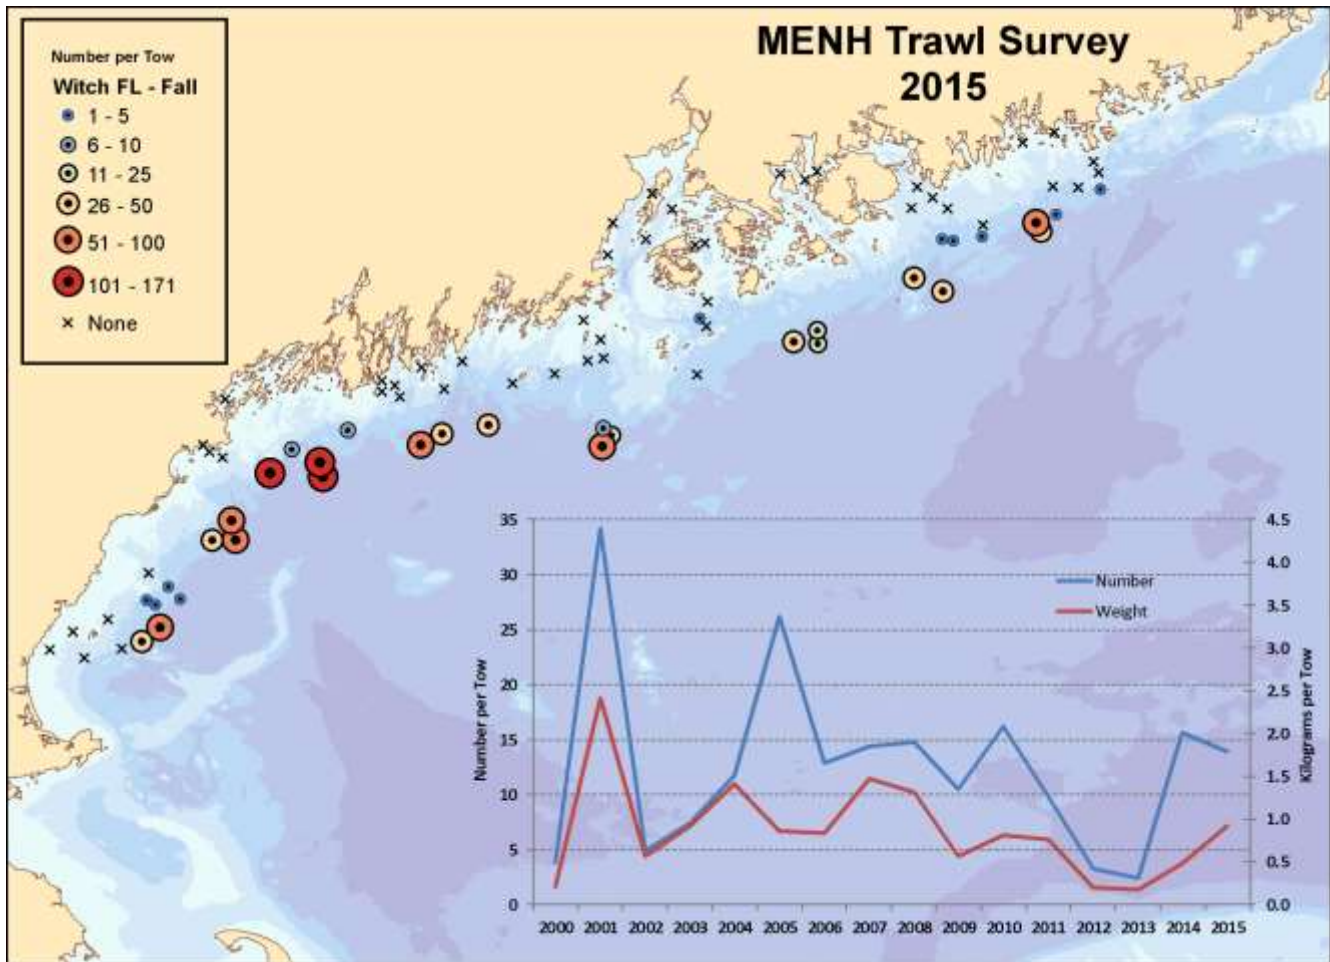 MENH Trawl Survey
2015
Number per Tow
Witch FL - Fall
1 - 5
6 - 10
11 - 25
26 - 50
51 - 100
101 - 171
None
Number per Tow
35
30
25
20
15
10
5
0
Number
Weight
4.5
4.0
3.5
3.0
2.5
2.0
1.5
1.0
0.5
0.0
Kilograms per Tow
2000 2001 2002 2003 2004 2005 2006 2007 2008 2009 2010 2011 2012 2013 2014 2015